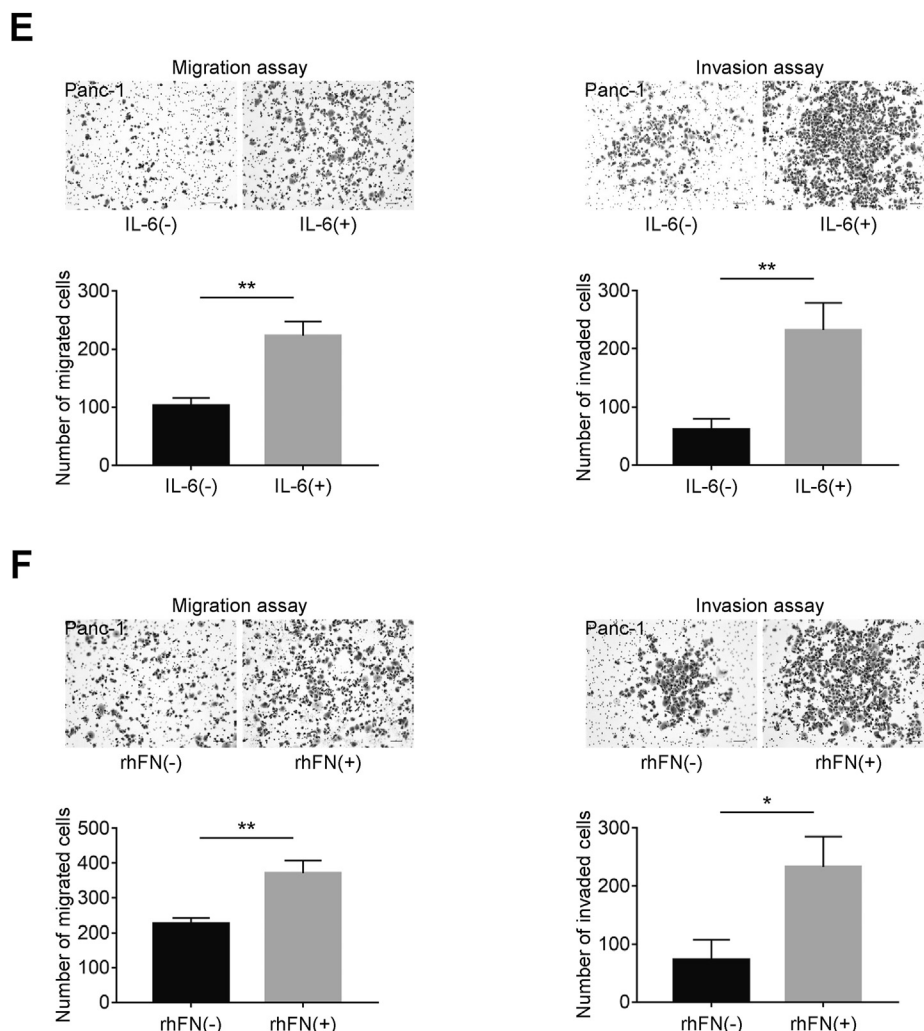 E
Migration assay
Panc-1
IL-6(-) IL-6(+)
Number of migrated cells
300
200
100
0
**
IL-6(-) IL-6(+)
Invasion assay
Panc-1
IL-6(-) IL-6(+)
Number of invaded cells
300
200
100
0
**
IL-6(-) IL-6(+)
F
Migration assay
Panc-1
rhFN(-) rhFN(+)
Number of migrated cells
500
400
300
200
100
0
**
rhFN(-) rhFN(+)
Invasion assay
Panc-1
rhFN(-) rhFN(+)
Number of invaded cells
300
200
100
0
*
rhFN(-) rhFN(+)